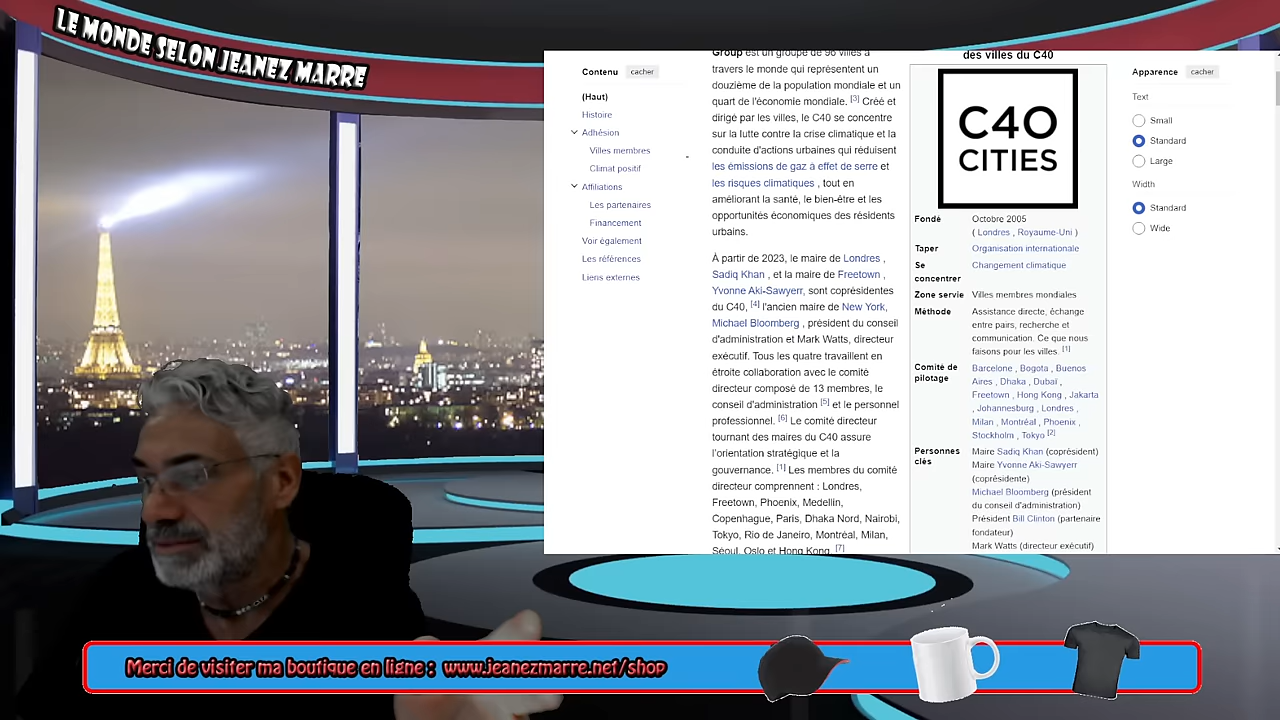 LE MONDE SELON JEANEZ MARRE
Contenu cacher
(Haut)
Histoire
Adhésion
Villes membres
Climat positif
Affiliations
Les partenaires
Financement
Voir également
Les références
Liens externes
Group est un groupe de 96 villes à
travers le monde qui représentent un
douzième de la population mondiale et un
quart de l'économie mondiale. [3] Créé et
dirigé par les villes, le C40 se concentre
sur la lutte contre la crise climatique et la
conduite d'actions urbaines qui réduisent
les émissions de gaz à effet de serre et
les risques climatiques , tout en
améliorant la santé, le bien-être et les
opportunités économiques des résidents
urbains.
À partir de 2023, le maire de Londres ,
Sadiq Khan , et la maire de Freetown ,
Yvonne Aki-Sawyerr, sont coprésidentes
du C40, [4] l'ancien maire de New York,
Michael Bloomberg , président du conseil
d'administration et Mark Watts, directeur
exécutif. Tous les quatre travaillent en
étroite collaboration avec le comité
directeur composé de 13 membres, le
conseil d'administration [5] et le personnel
professionnel. [6] Le comité directeur
tournant des maires du C40 assure
l'orientation stratégique et la
gouvernance. [1] Les membres du comité
directeur comprennent : Londres,
Freetown, Phoenix, Medellin,
Copenhague, Paris, Dhaka Nord, Nairobi,
Tokyo, Rio de Janeiro, Montréal, Milan,
Séoul, Oslo et Hong Kong. [7]
des villes du C40
C40
CITIES
Fondé Octobre 2005
( Londres , Royaume-Uni )
Taper Organisation internationale
Se concentrer Changement climatique
Zone servie Villes membres mondiales
Méthode Assistance directe, échange
entre pairs, recherche et
communication. Ce que nous
faisons pour les villes. [1]
Comité de pilotage Barcelone , Bogota , Buenos
Aires , Dhaka , Dubaï ,
Freetown , Hong Kong , Jakarta
, Johannesburg , Londres ,
Milan , Montréal , Phoenix ,
Stockholm , Tokyo [2]
Personnes clés Maire Sadiq Khan (coprésident)
Maire Yvonne Aki-Sawyerr
(coprésidente)
Michael Bloomberg (président
du conseil d'administration)
Président Bill Clinton (partenaire
fondateur)
Mark Watts (directeur exécutif)
Apparence cacher
Text
Small
Standard
Large
Width
Standard
Wide
Merci de visiter ma boutique en ligne : www.jeanezmarre.net/shop